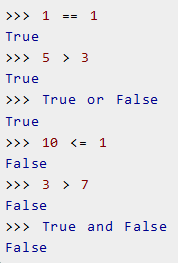 >>> 1 == 1
True
>>> 5 > 3
True
>>> True or False
True
>>> 10 <= 1
False
>>> 3 > 7
False
>>> True and False
False